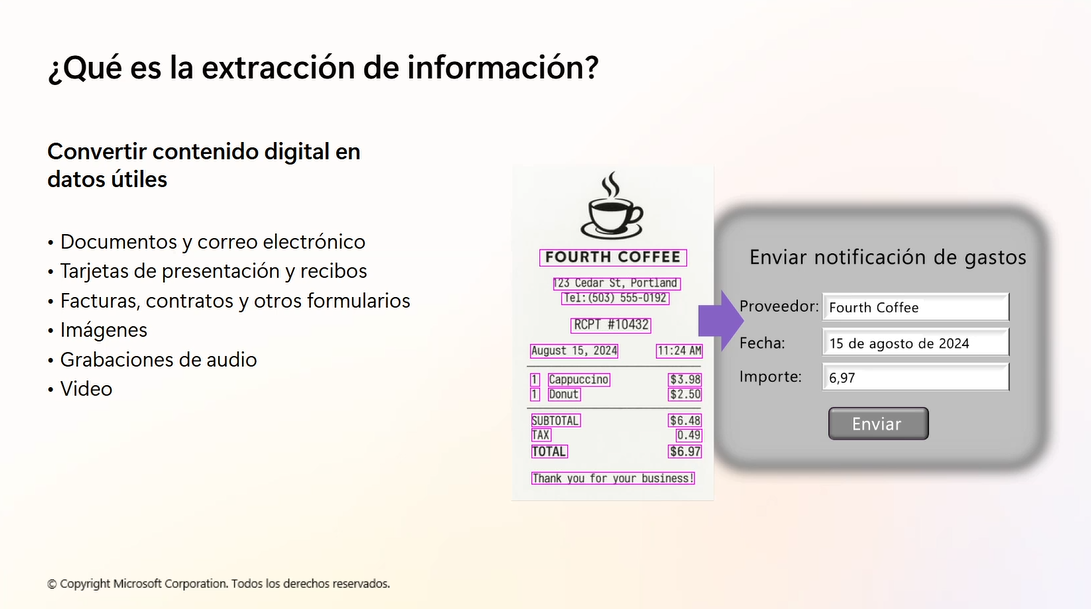 ¿Qué es la extracción de información?
Convertir contenido digital en
datos útiles
• Documentos y correo electrónico
• Tarjetas de presentación y recibos
• Facturas, contratos y otros formularios
• Imágenes
• Grabaciones de audio
• Video
FOURTH COFFEE
123 Cedar St, Portland
Tel:(503) 555-0192
RCPT #10432
August 15, 2024 11:24 AM
1 Cappuccino $3.98
1 Donut $2.50
SUBTOTAL $6.48
TAX 0.49
TOTAL $6.97
Thank you for your business!
Enviar notificación de gastos
Proveedor: Fourth Coffee
Fecha: 15 de agosto de 2024
Importe: 6,97
Enviar
© Copyright Microsoft Corporation. Todos los derechos reservados.